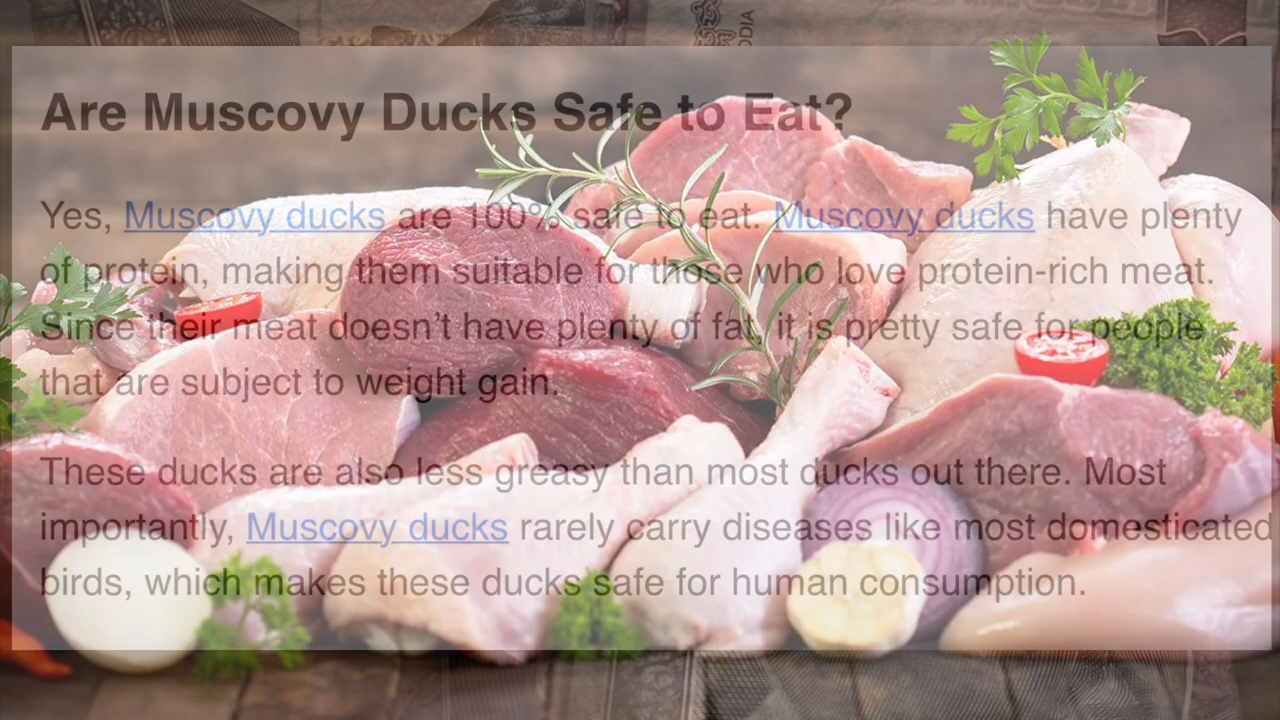 Are Muscovy Ducks Safe to Eat?
Yes, Muscovy ducks are 100% safe to eat. Muscovy ducks have plenty
of protein, making them suitable for those who love protein-rich meat.
Since their meat doesn't have plenty of fat, it is pretty safe for people
that are subject to weight gain.
These ducks are also less greasy than most ducks out there. Most
importantly, Muscovy ducks rarely carry diseases like most domesticated
birds, which makes these ducks safe for human consumption.